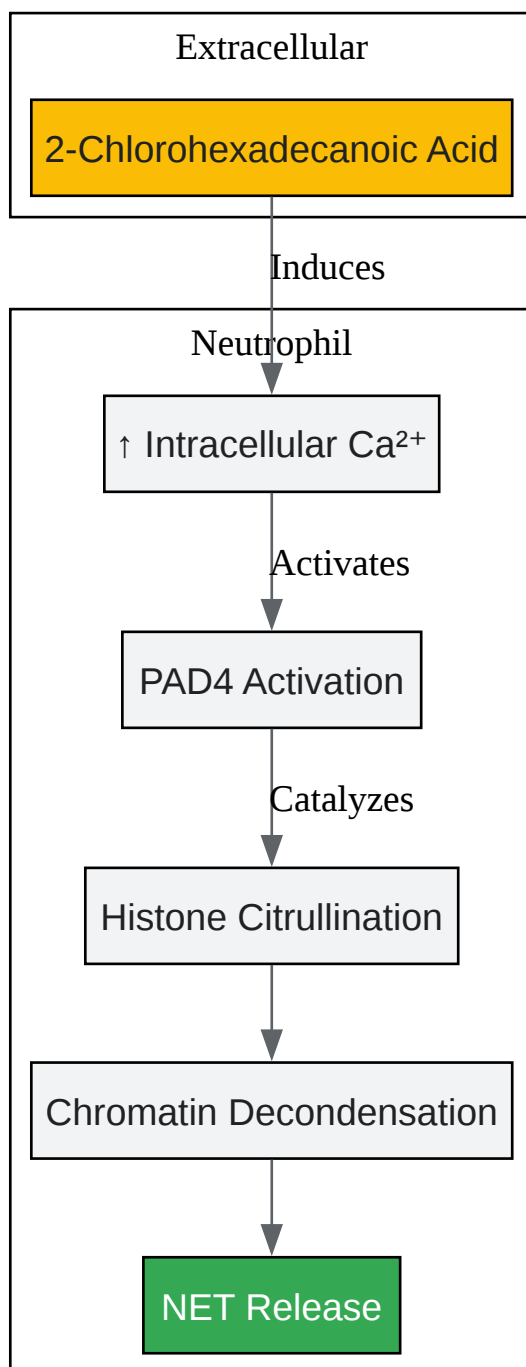 Extracellular
2-Chlorohexadecanoic Acid
Induces
Neutrophil
↑ Intracellular Ca²⁺
Activates
PAD4 Activation
Catalyzes
Histone Citrullination
Chromatin Decondensation
NET Release